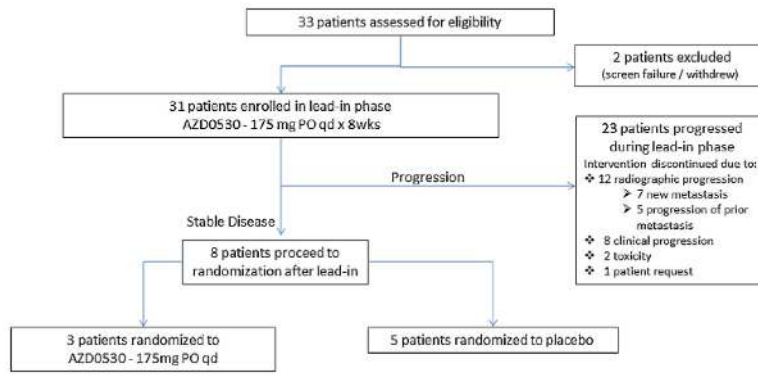 33 patients assessed for eligibility
2 patients excluded
(screen failure / withdrew)
31 patients enrolled in lead-in phase
AZD0530 - 175 mg PO qd x 8wks
23 patients progressed
during lead-in phase
Intervention discontinued due to:
❖ 12 radiographic progression
➢ 7 new metastasis
➢ 5 progression of prior
metastasis
❖ 8 clinical progression
❖ 2 toxicity
❖ 1 patient request
Progression
Stable Disease
8 patients proceed to
randomization after lead-in
3 patients randomized to
AZD0530 - 175mg PO qd
5 patients randomized to placebo